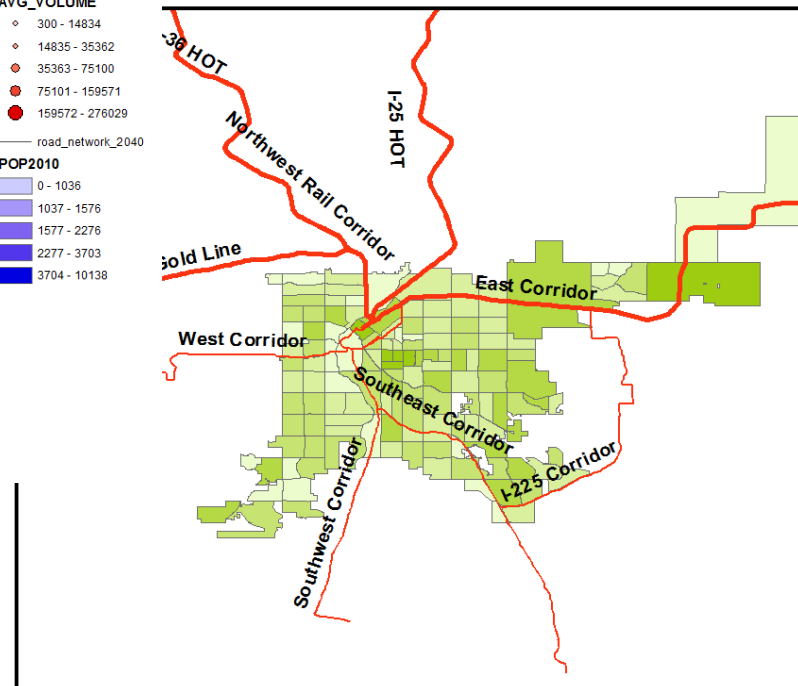 AVG_VOLUME
300 - 14834
14835 - 35362
35363 - 75100
75101 - 159571
159572 - 276029
road_network_2040
POP2010
0 - 1036
1037 - 1576
1577 - 2276
2277 - 3703
3704 - 10138
-36 HOT
I-25 HOT
Northwest Rail Corridor
Gold Line
East Corridor
West Corridor
Southeast Corridor
I-225 Corridor
Southwest Corridor